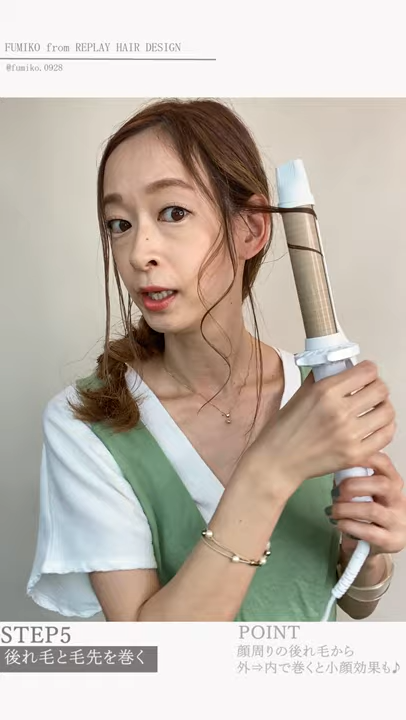 FUMIKO from REPLAY HAIR DESIGN
@fumiko.0928
STEP5
後れ毛と毛先を巻く
POINT
顔周りの後れ毛から
外⇒内で巻くと小顔効果も♪